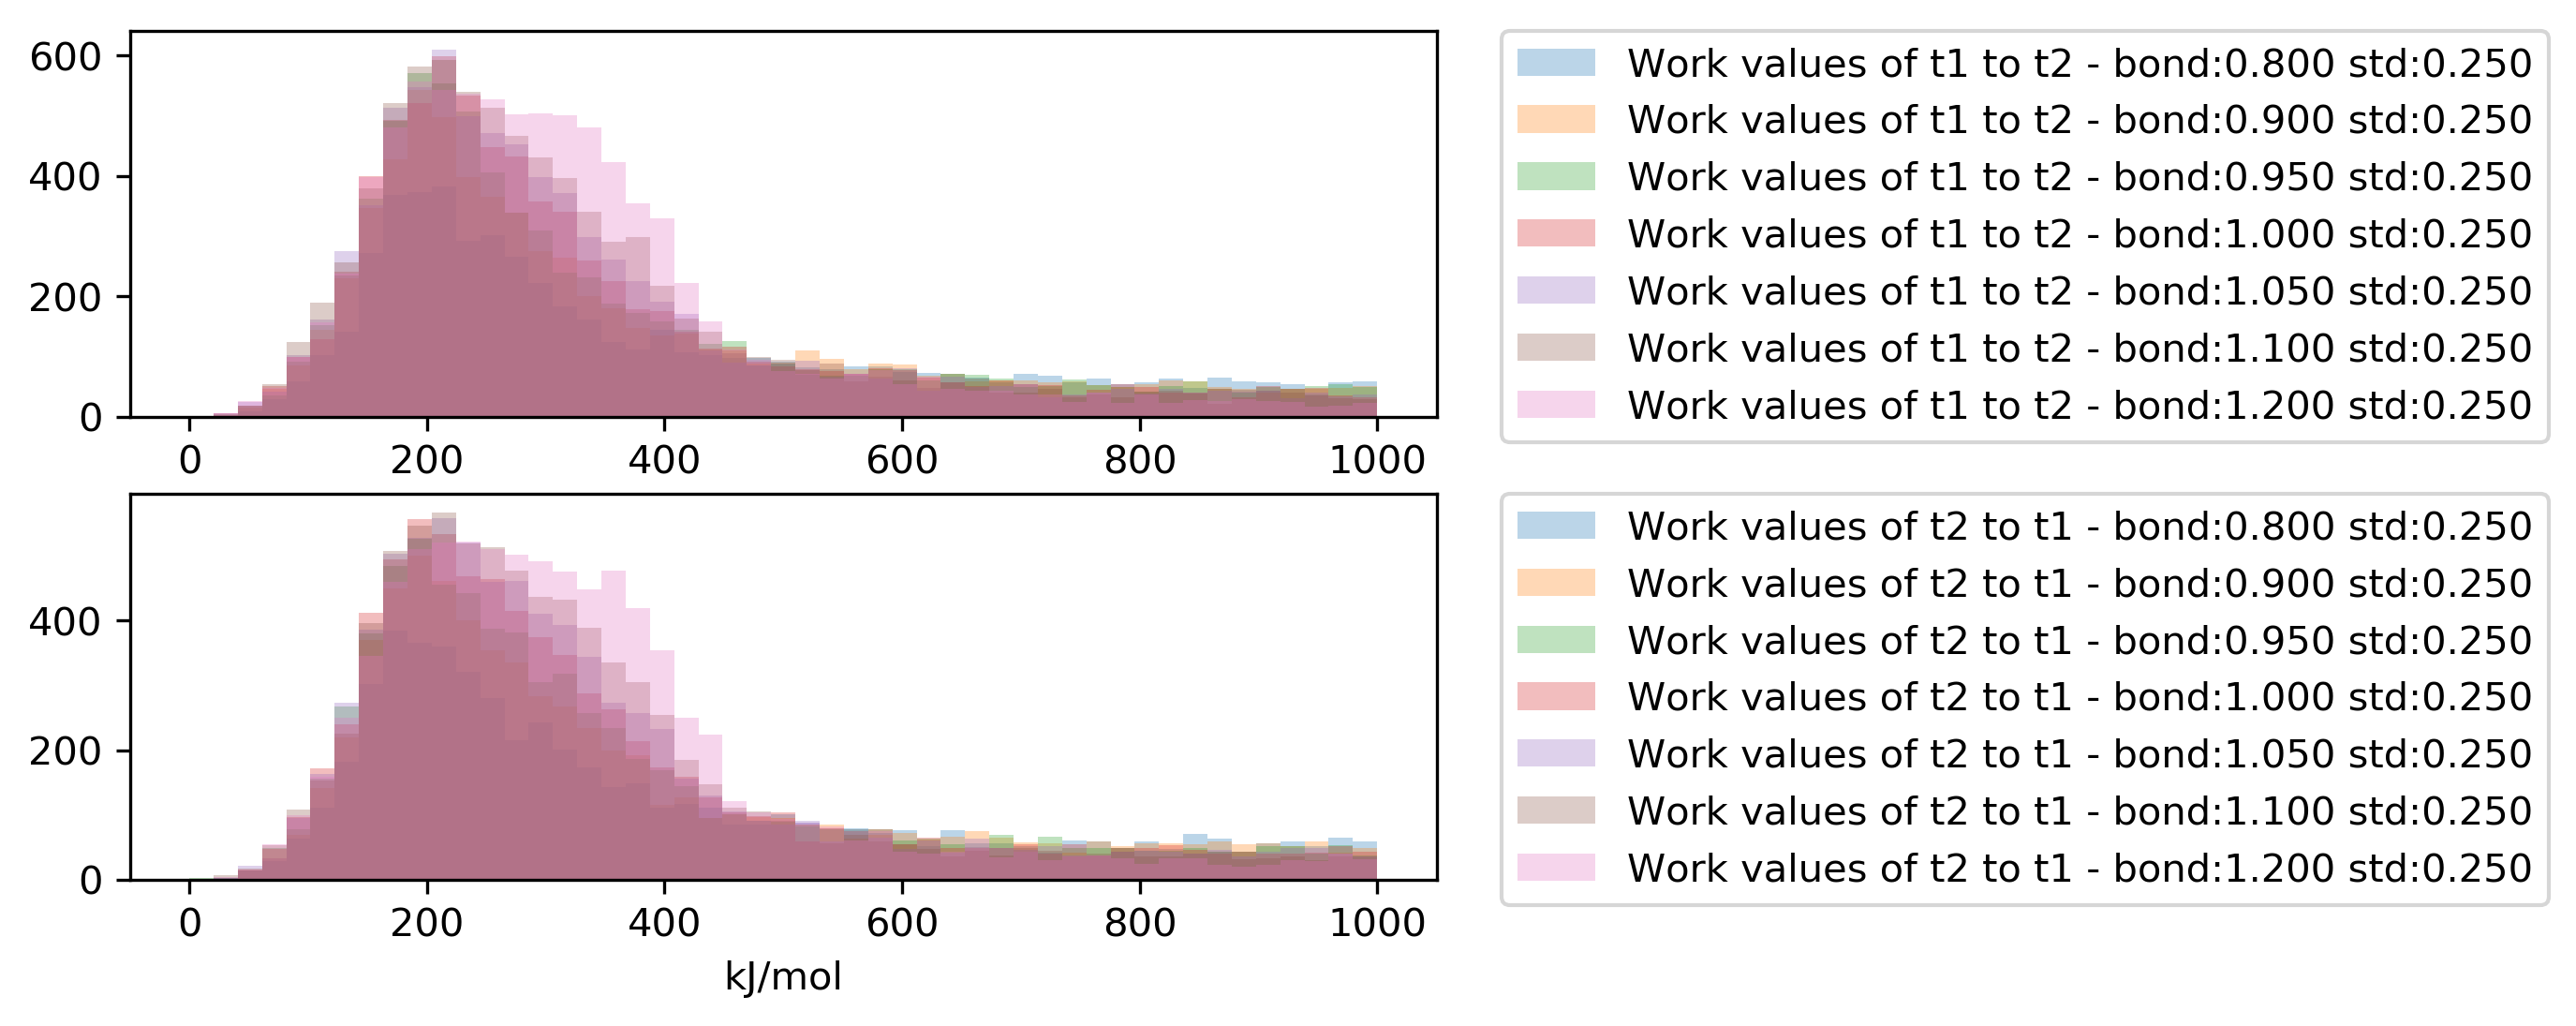 600
400
200
0
0 200 400 600 800 1000
Work values of t1 to t2 - bond:0.800 std:0.250
Work values of t1 to t2 - bond:0.900 std:0.250
Work values of t1 to t2 - bond:0.950 std:0.250
Work values of t1 to t2 - bond:1.000 std:0.250
Work values of t1 to t2 - bond:1.050 std:0.250
Work values of t1 to t2 - bond:1.100 std:0.250
Work values of t1 to t2 - bond:1.200 std:0.250
400
200
0
0 200 400 600 800 1000
kJ/mol
Work values of t2 to t1 - bond:0.800 std:0.250
Work values of t2 to t1 - bond:0.900 std:0.250
Work values of t2 to t1 - bond:0.950 std:0.250
Work values of t2 to t1 - bond:1.000 std:0.250
Work values of t2 to t1 - bond:1.050 std:0.250
Work values of t2 to t1 - bond:1.100 std:0.250
Work values of t2 to t1 - bond:1.200 std:0.250